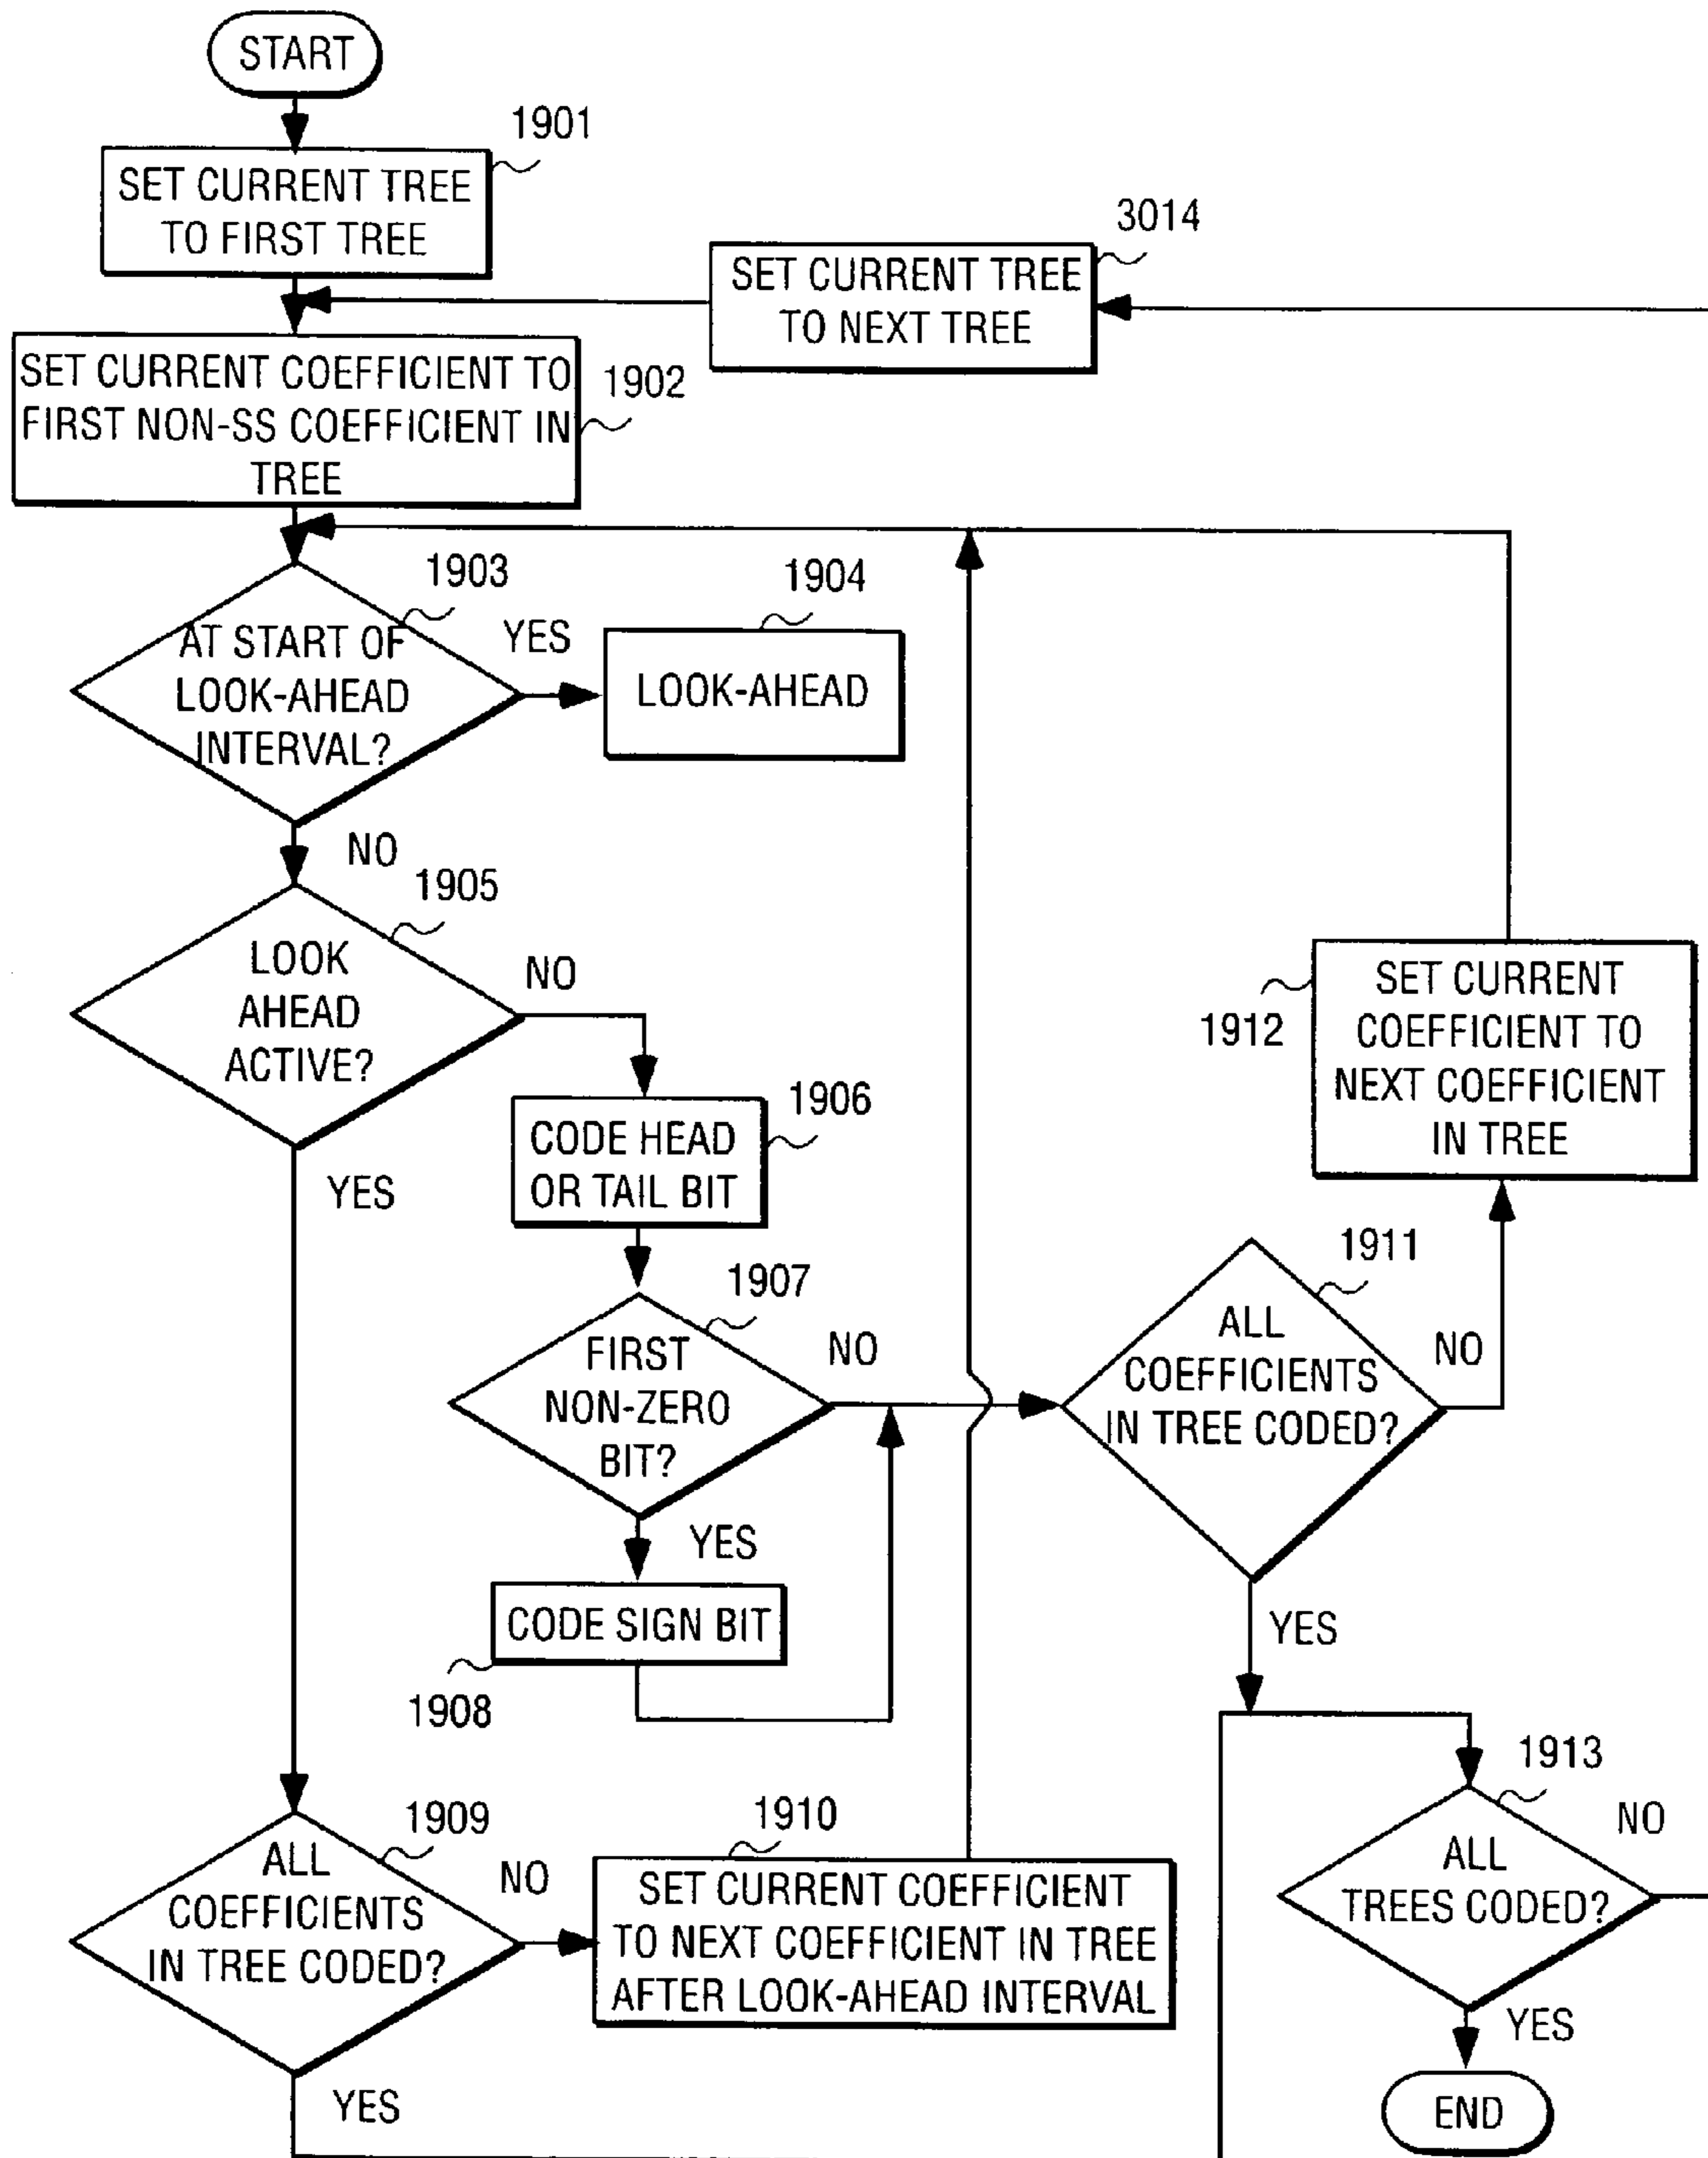 START
1901
SET CURRENT TREE
TO FIRST TREE
3014
SET CURRENT TREE
TO NEXT TREE
SET CURRENT COEFFICIENT TO
FIRST NON-SS COEFFICIENT IN
TREE
1902
1903
AT START OF
LOOK-AHEAD
INTERVAL?
YES
1904
LOOK-AHEAD
NO
1905
LOOK
AHEAD
ACTIVE?
NO
YES
1906
CODE HEAD
OR TAIL BIT
1907
FIRST
NON-ZERO
BIT?
NO
YES
CODE SIGN BIT
1908
1912
SET CURRENT
COEFFICIENT TO
NEXT COEFFICIENT
IN TREE
1911
ALL
COEFFICIENTS
IN TREE CODED?
NO
YES
1909
ALL
COEFFICIENTS
IN TREE CODED?
NO
YES
1910
SET CURRENT COEFFICIENT
TO NEXT COEFFICIENT IN TREE
AFTER LOOK-AHEAD INTERVAL
1913
ALL
TREES CODED?
NO
YES
END